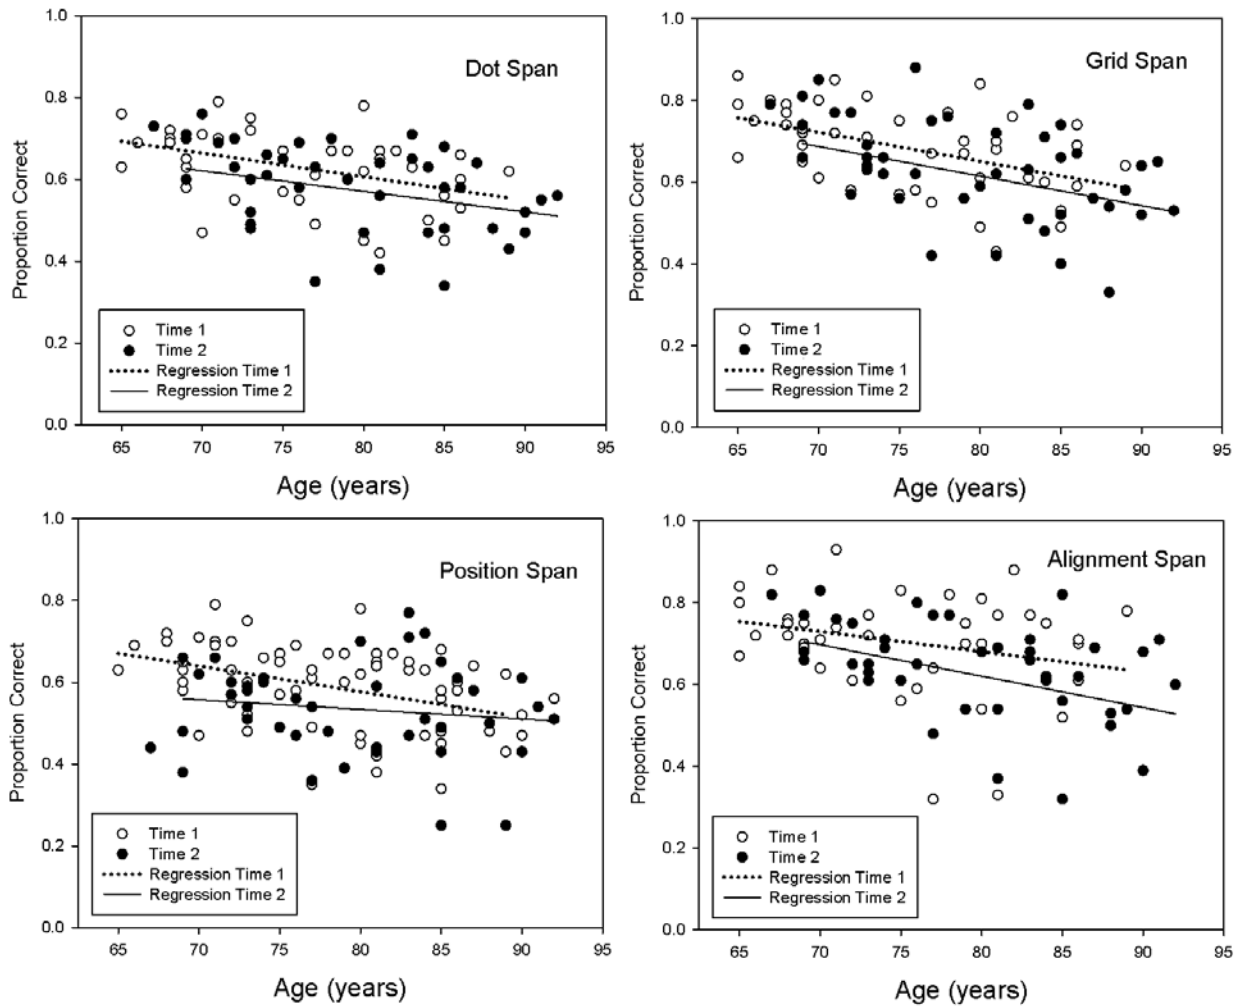 Dot Span
Proportion Correct
1.0
0.8
0.6
0.4
0.2
0.0
Time 1
Time 2
Regression Time 1
Regression Time 2
65 70 75 80 85 90 95
Age (years)
Grid Span
Proportion Correct
1.0
0.8
0.6
0.4
0.2
0.0
Time 1
Time 2
Regression Time 1
Regression Time 2
65 70 75 80 85 90 95
Age (years)
Position Span
Proportion Correct
1.0
0.8
0.6
0.4
0.2
0.0
Time 1
Time 2
Regression Time 1
Regression Time 2
65 70 75 80 85 90 95
Age (years)
Alignment Span
Proportion Correct
1.0
0.8
0.6
0.4
0.2
0.0
Time 1
Time 2
Regression Time 1
Regression Time 2
65 70 75 80 85 90 95
Age (years)